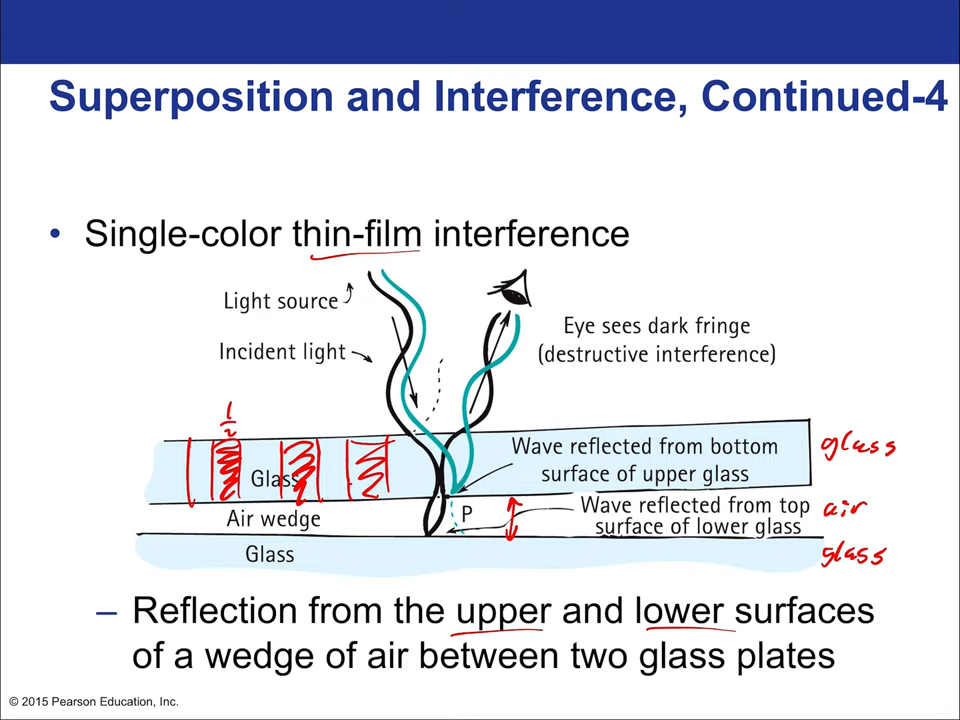 Superposition and Interference, Continued-4
• Single-color thin-film interference
Light source
Incident light
Eye sees dark fringe
(destructive interference)
1/2
Glass
Wave reflected from bottom
surface of upper glass
glass
Air wedge
P
Wave reflected from top
surface of lower glass
air
Glass
glass
– Reflection from the upper and lower surfaces
of a wedge of air between two glass plates
© 2015 Pearson Education, Inc.